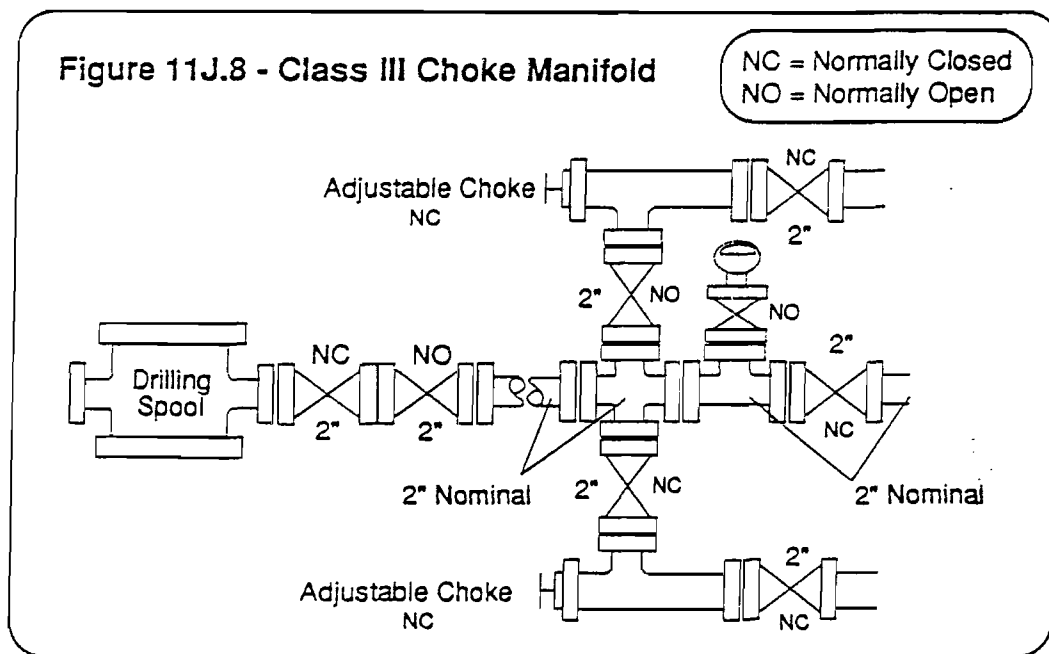 Figure 11J.8 - Class III Choke Manifold
NC = Normally Closed
NO = Normally Open
Adjustable Choke
NC
NC
2"
2"
NO
NO
Drilling
Spool
NC
NO
2"
2"
2"
NC
2" Nominal
2"
NC
2" Nominal
Adjustable Choke
NC
2"
NC